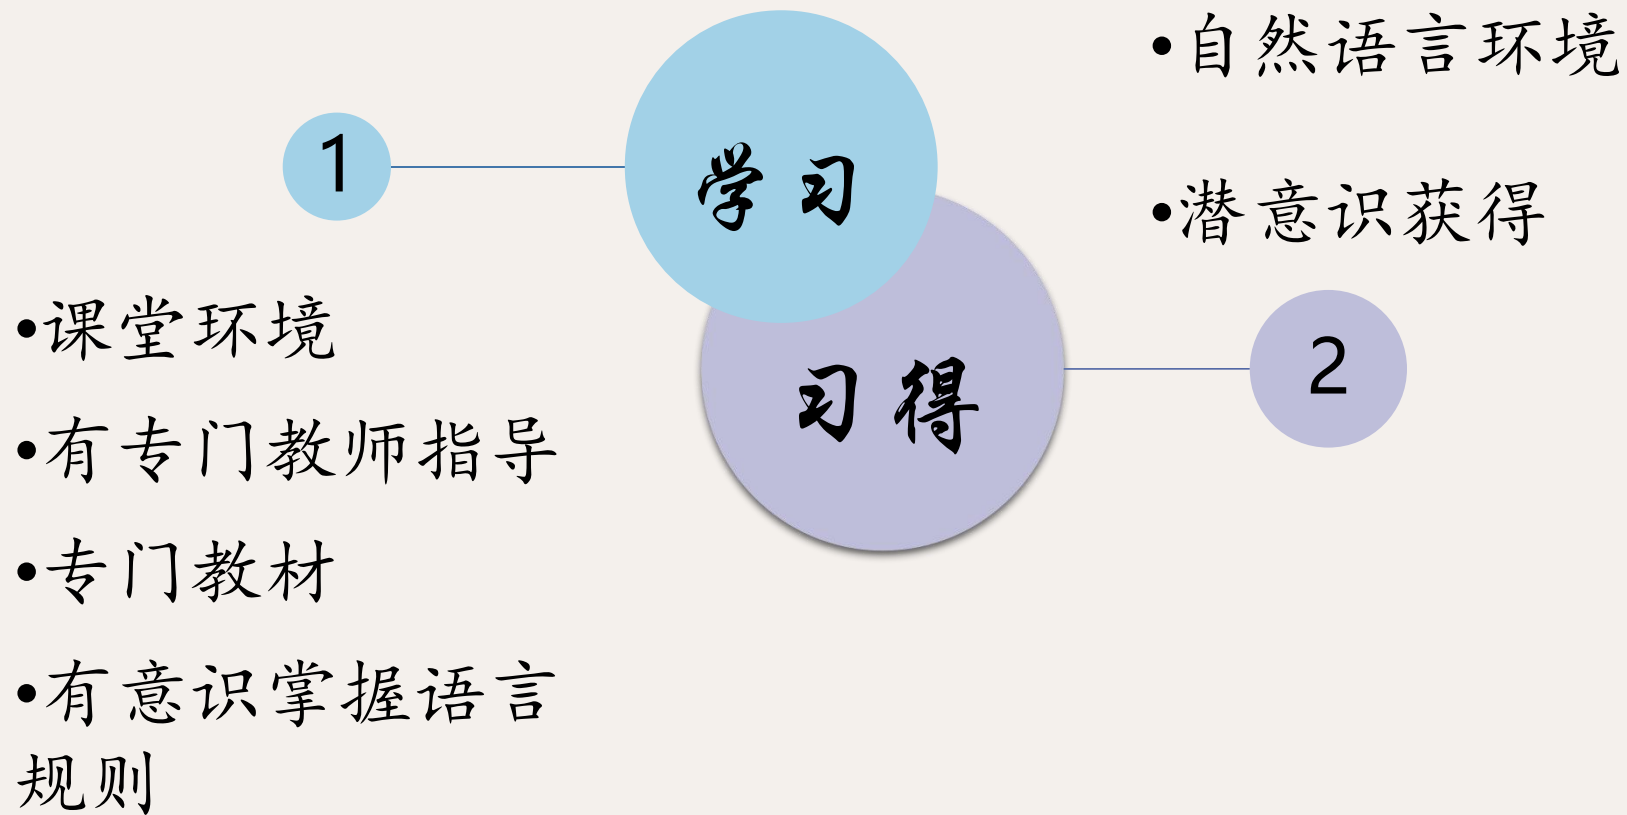 1
学习
•课堂环境
•有专门教师指导
•专门教材
•有意识掌握语言
规则
•自然语言环境
•潜意识获得
习得
2